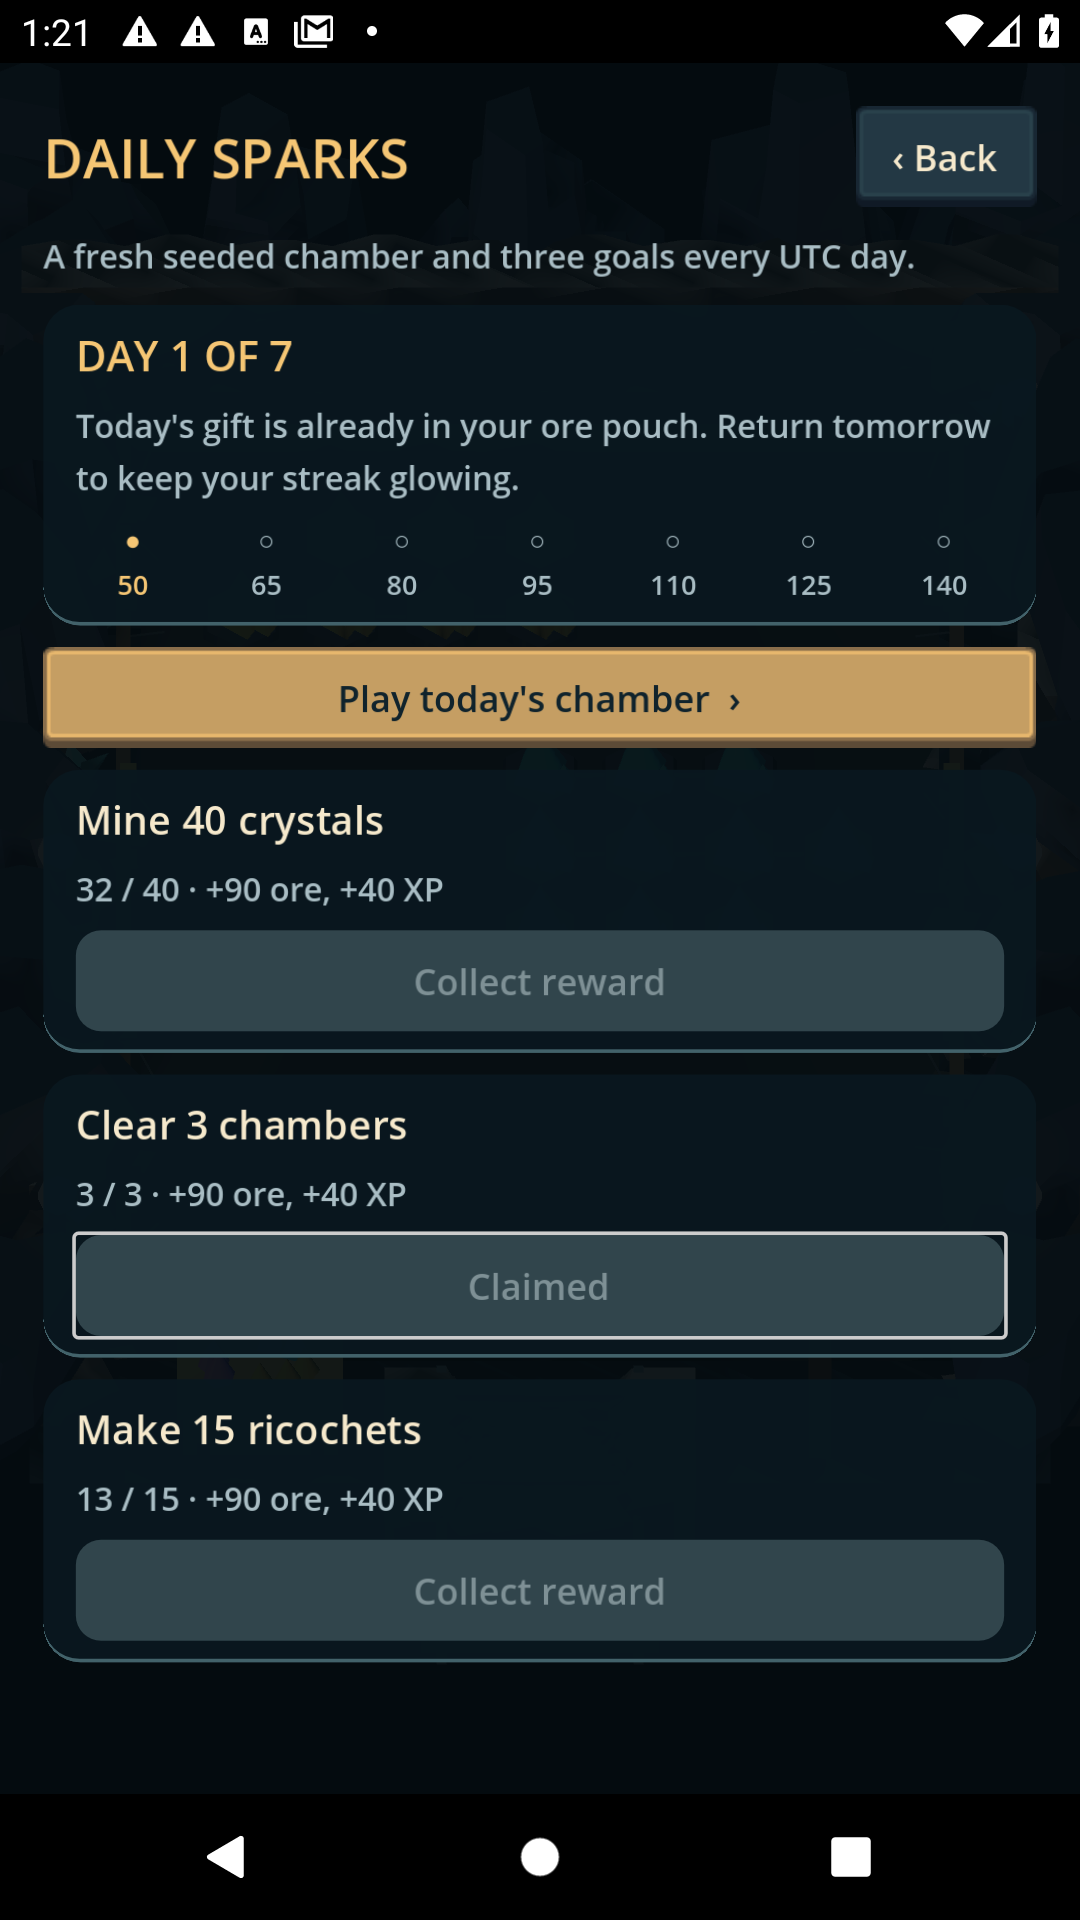 1:21
DAILY SPARKS
‹ Back
A fresh seeded chamber and three goals every UTC day.
DAY 1 OF 7
Today's gift is already in your ore pouch. Return tomorrow
to keep your streak glowing.
50 65 80 95 110 125 140
Play today's chamber ›
Mine 40 crystals
32 / 40 · +90 ore, +40 XP
Collect reward
Clear 3 chambers
3 / 3 · +90 ore, +40 XP
Claimed
Make 15 ricochets
13 / 15 · +90 ore, +40 XP
Collect reward